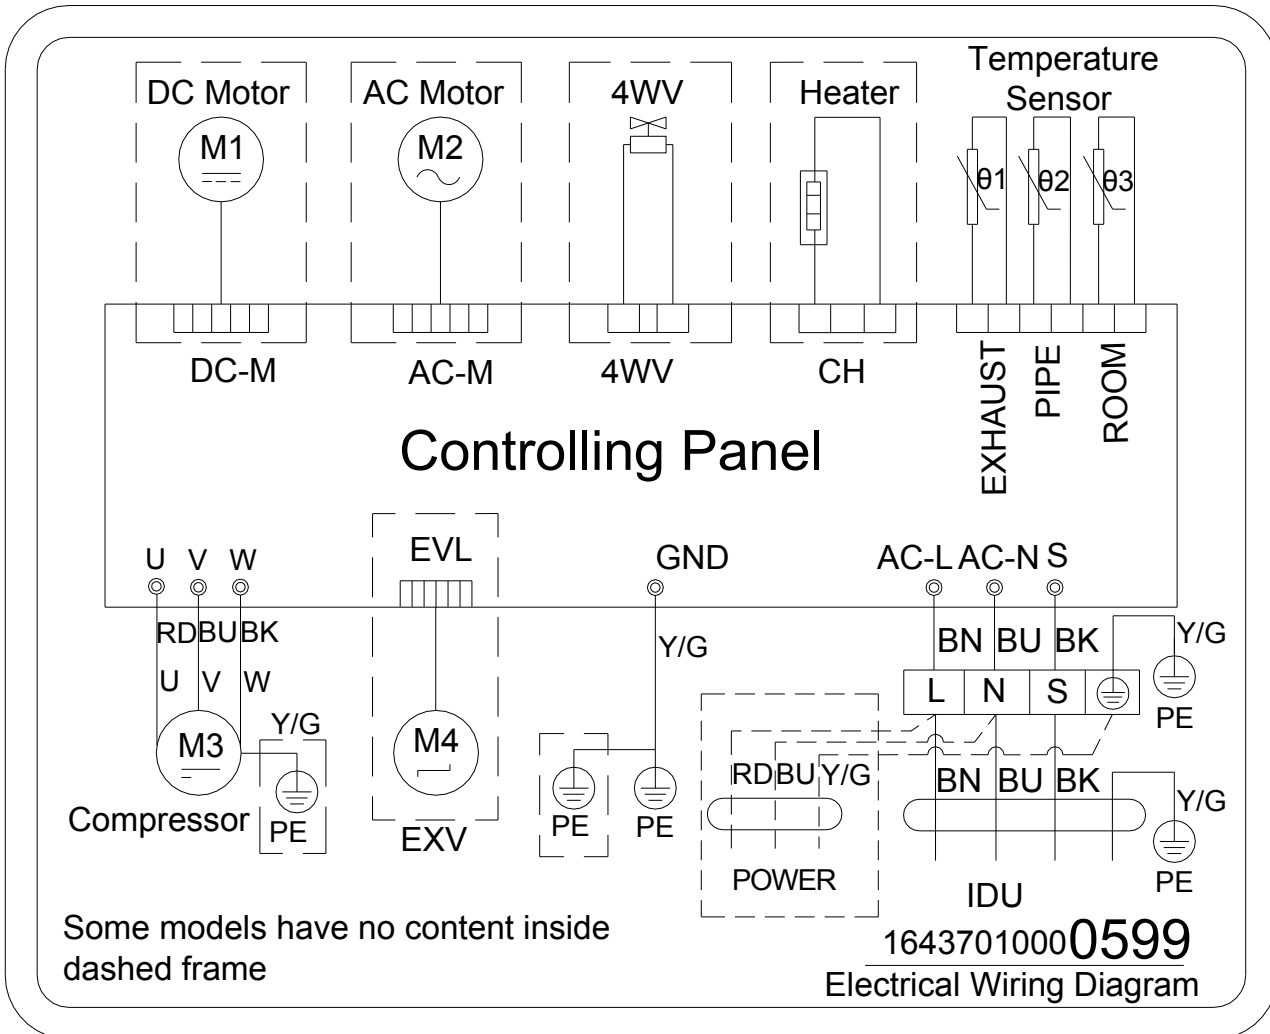 DC Motor
AC Motor
4WV
Heater
Temperature
Sensor
M1
M2
θ1
θ2
θ3
DC-M
AC-M
4WV
CH
EXHAUST
PIPE
ROOM
Controlling Panel
U V W
EVL
GND
AC-L AC-N S
RD BU BK
Y/G
BN BU BK
Y/G
U V W
L N S
PE
Y/G
M3
M4
RD BU Y/G
BN BU BK
Y/G
Compressor
PE
EXV
PE
PE
POWER
IDU
PE
Some models have no content inside
dashed frame
16437010000599
Electrical Wiring Diagram